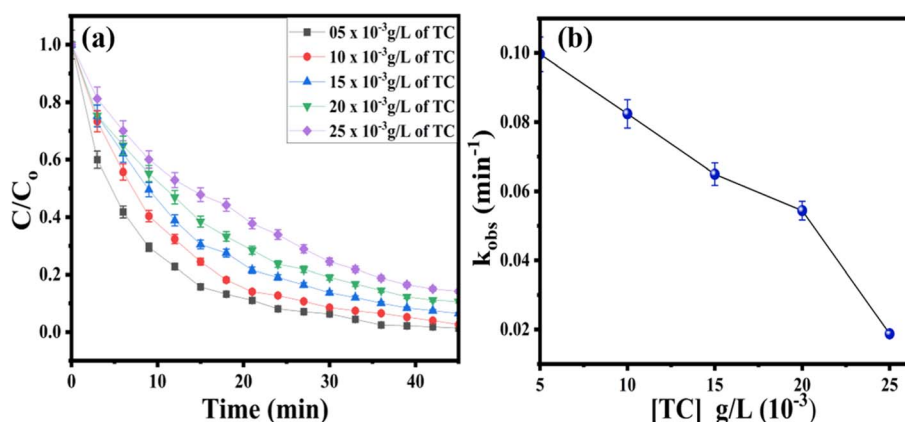 (a)
05 x 10⁻³g/L of TC
10 x 10⁻³g/L of TC
15 x 10⁻³g/L of TC
20 x 10⁻³g/L of TC
25 x 10⁻³g/L of TC
C/Cₒ
1.0
0.8
0.6
0.4
0.2
0.0
0 10 20 30 40
Time (min)
(b)
k_obs (min⁻¹)
0.10
0.08
0.06
0.04
0.02
5 10 15 20 25
[TC] g/L (10⁻³)